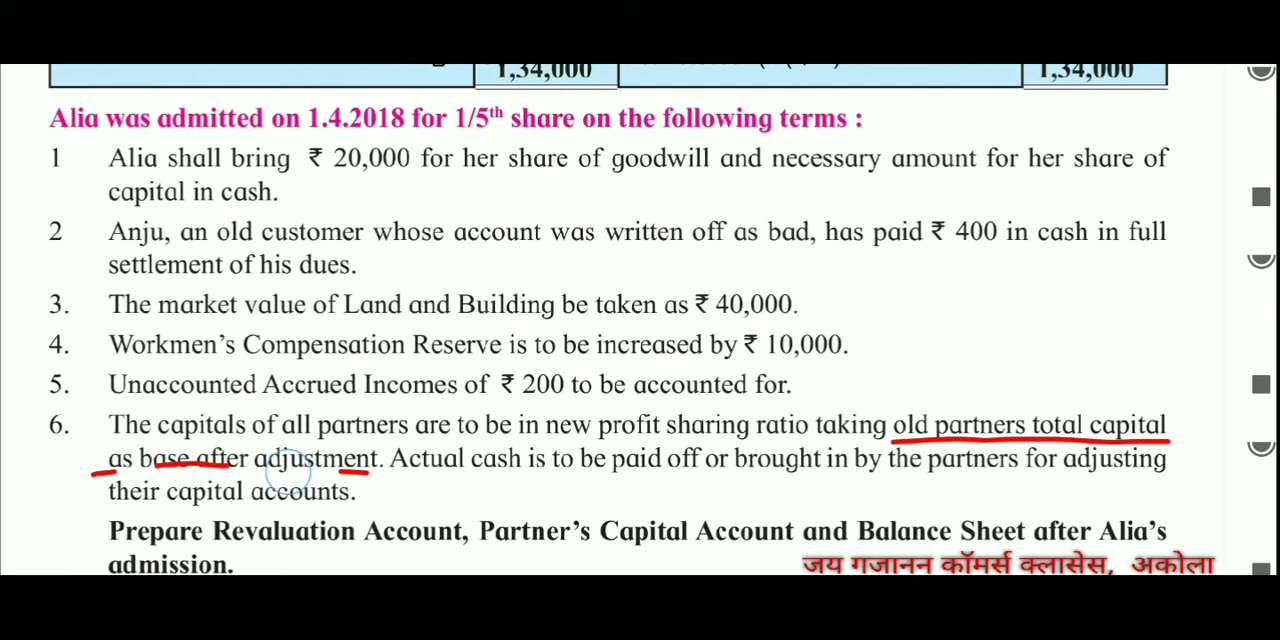 1,34,000 1,34,000
Alia was admitted on 1.4.2018 for 1/5th share on the following terms :
1 Alia shall bring ₹ 20,000 for her share of goodwill and necessary amount for her share of
capital in cash.
2 Anju, an old customer whose account was written off as bad, has paid ₹ 400 in cash in full
settlement of his dues.
3. The market value of Land and Building be taken as ₹ 40,000.
4. Workmen's Compensation Reserve is to be increased by ₹ 10,000.
5. Unaccounted Accrued Incomes of ₹ 200 to be accounted for.
6. The capitals of all partners are to be in new profit sharing ratio taking old partners total capital
as base after adjustment. Actual cash is to be paid off or brought in by the partners for adjusting
their capital accounts.
Prepare Revaluation Account, Partner's Capital Account and Balance Sheet after Alia's
admission.
जय गजानन कॉमर्स क्लासेस, अकोला